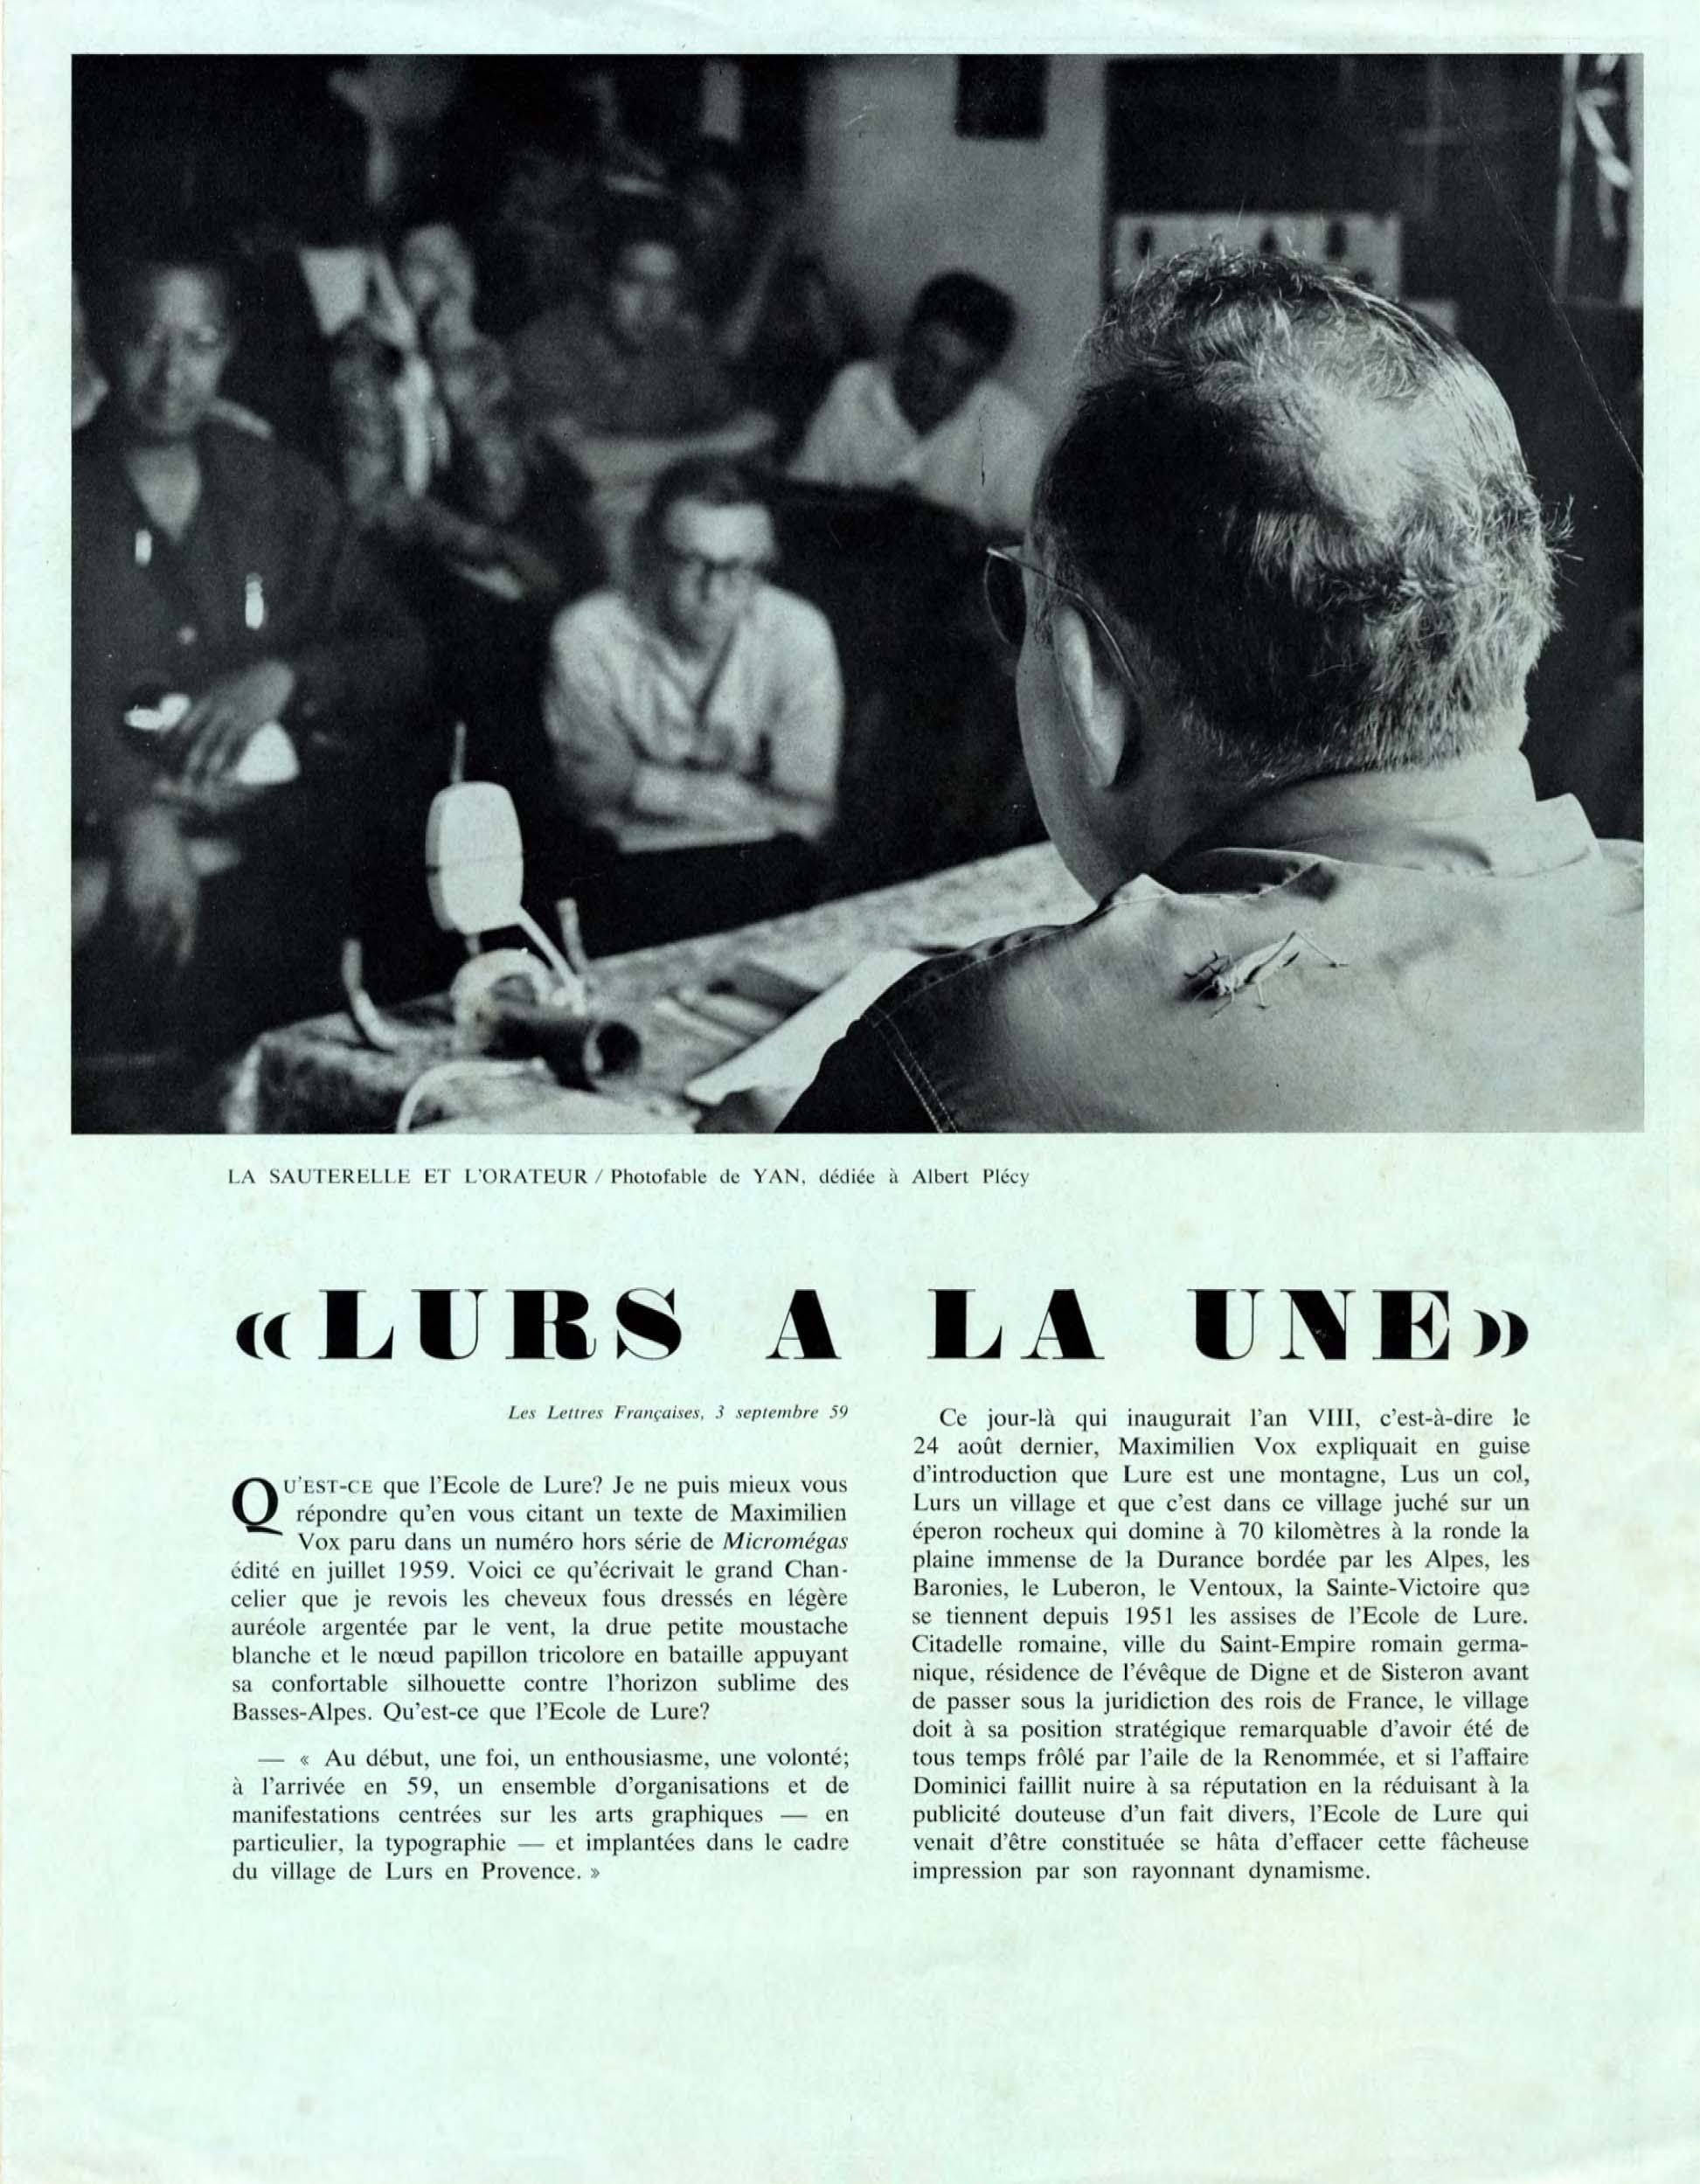 LA SAUTERELLE ET L'ORATEUR / Photofable de YAN, dédiée à Albert Plécy
«LURS A LA UNE»
Les Lettres Françaises, 3 septembre 59
QU'EST-CE que l'Ecole de Lure? Je ne puis mieux vous
répondre qu'en vous citant un texte de Maximilien
Vox paru dans un numéro hors série de Micromégas
édité en juillet 1959. Voici ce qu'écrivait le grand Chan-
celier que je revois les cheveux fous dressés en légère
auréole argentée par le vent, la drue petite moustache
blanche et le nœud papillon tricolore en bataille appuyant
sa confortable silhouette contre l'horizon sublime des
Basses-Alpes. Qu'est-ce que l'Ecole de Lure?
— « Au début, une foi, un enthousiasme, une volonté;
à l'arrivée en 59, un ensemble d'organisations et de
manifestations centrées sur les arts graphiques — en
particulier, la typographie — et implantées dans le cadre
du village de Lurs en Provence. »
Ce jour-là qui inaugurait l'an VIII, c'est-à-dire le
24 août dernier, Maximilien Vox expliquait en guise
d'introduction que Lure est une montagne, Lus un col,
Lurs un village et que c'est dans ce village juché sur un
éperon rocheux qui domine à 70 kilomètres à la ronde la
plaine immense de la Durance bordée par les Alpes, les
Baronies, le Luberon, le Ventoux, la Sainte-Victoire que
se tiennent depuis 1951 les assises de l'Ecole de Lure.
Citadelle romaine, ville du Saint-Empire romain germa-
nique, résidence de l'évêque de Digne et de Sisteron avant
de passer sous la juridiction des rois de France, le village
doit à sa position stratégique remarquable d'avoir été de
tous temps frôlé par l'aile de la Renommée, et si l'affaire
Dominici faillit nuire à sa réputation en la réduisant à la
publicité douteuse d'un fait divers, l'Ecole de Lure qui
venait d'être constituée se hâta d'effacer cette fâcheuse
impression par son rayonnant dynamisme.